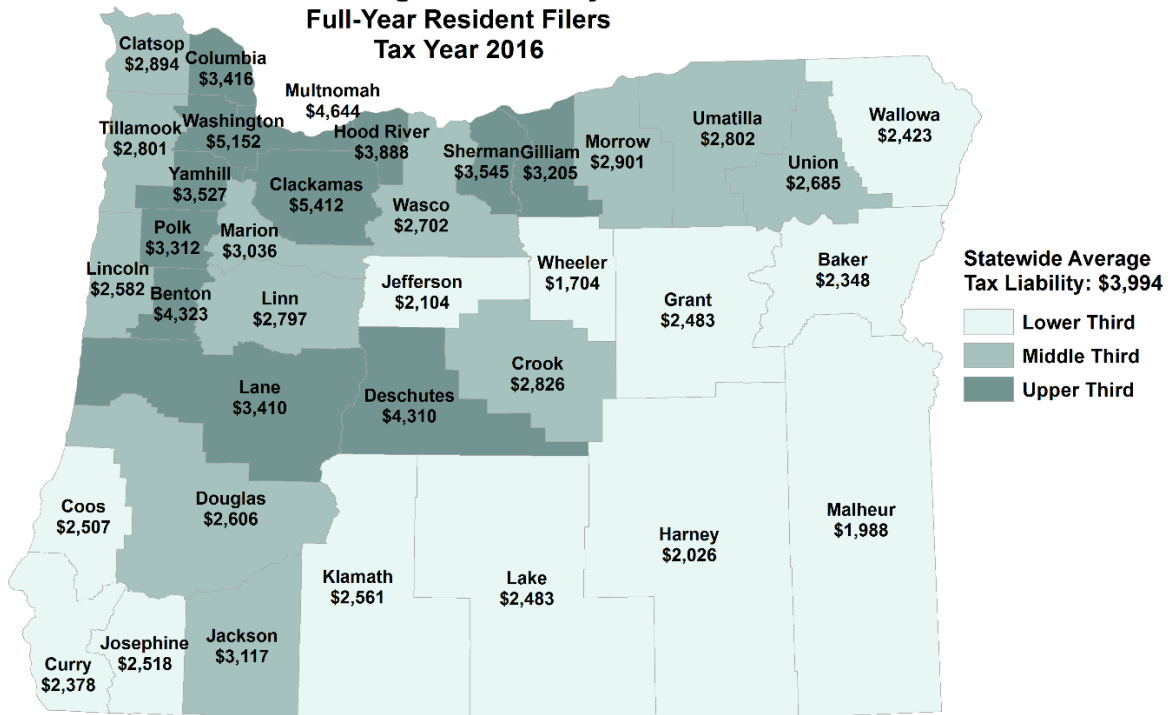 Full-Year Resident Filers
Tax Year 2016
Clatsop
$2,894
Columbia
$3,416
Multnomah
$4,644
Tillamook
$2,801
Washington
$5,152
Hood River
$3,888
Yamhill
$3,527
Clackamas
$5,412
Sherman
$3,545
Gilliam
$3,205
Morrow
$2,901
Umatilla
$2,802
Union
$2,685
Wallowa
$2,423
Wasco
$2,702
Polk
$3,312
Marion
$3,036
Lincoln
$2,582
Benton
$4,323
Linn
$2,797
Jefferson
$2,104
Wheeler
$1,704
Grant
$2,483
Baker
$2,348
Statewide Average
Tax Liability: $3,994
Lower Third
Middle Third
Upper Third
Lane
$3,410
Deschutes
$4,310
Crook
$2,826
Coos
$2,507
Douglas
$2,606
Klamath
$2,561
Lake
$2,483
Harney
$2,026
Malheur
$1,988
Curry
$2,378
Josephine
$2,518
Jackson
$3,117